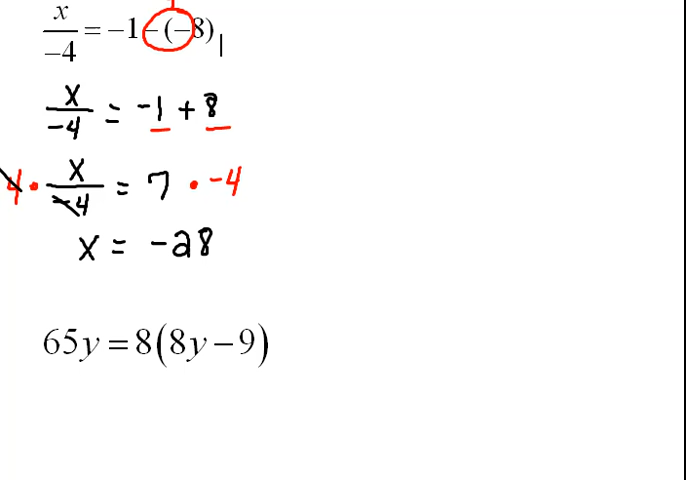 x/-4 = -1 - (-8)
x/-4 = -1 + 8
4 · x/-4 = 7 · -4
x = -28
65y = 8(8y - 9)